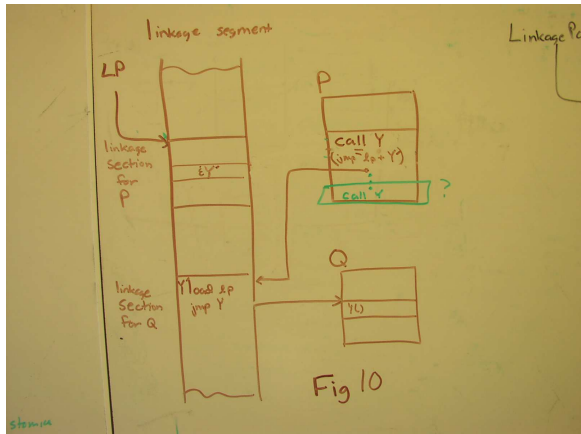 linkage segment
Linkage Pa
LP
P
call Y
(jmp lp + Y')
linkage
section
for
P
call Y
?
Q
linkage
section
for Q
Y' load lp
jmp Y
Y()
Fig 10